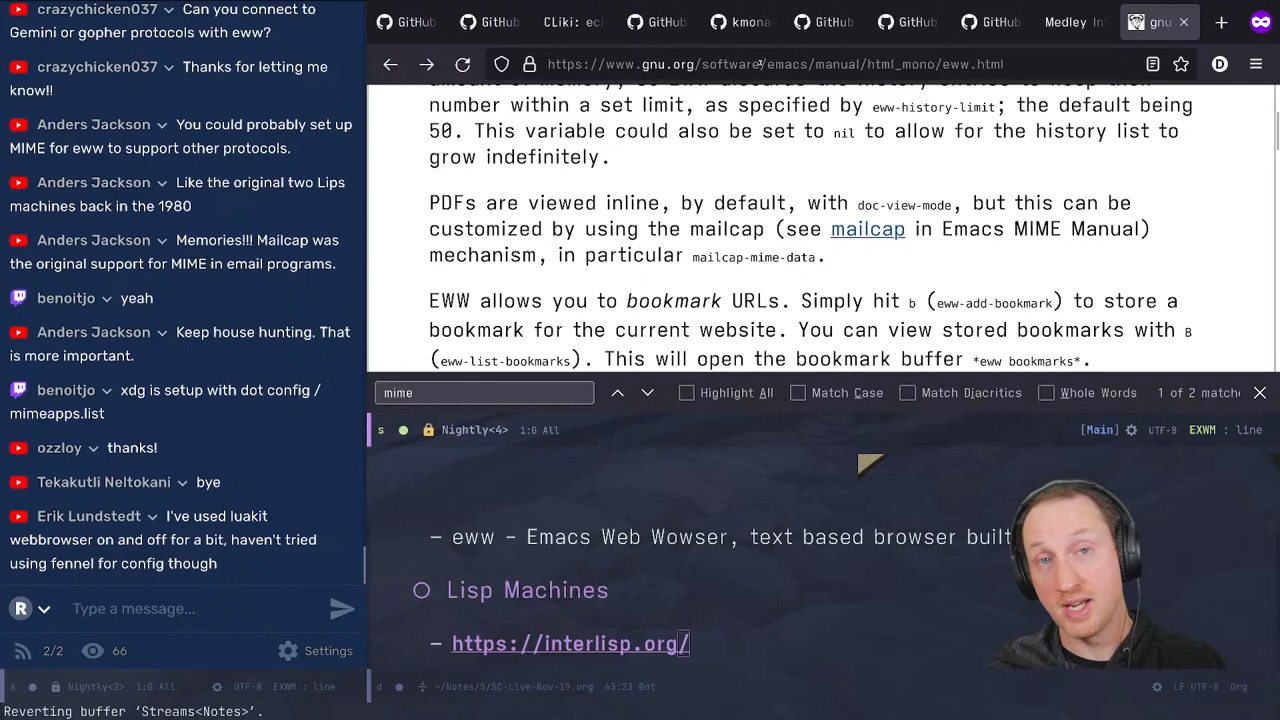 crazychicken037 Can you connect to
Gemini or gopher protocols with eww?
crazychicken037 Thanks for letting me
know!!
Anders Jackson You could probably set up
MIME for eww to support other protocols.
Anders Jackson Like the original two Lips
machines back in the 1980
Anders Jackson Memories!!! Mailcap was
the original support for MIME in email programs.
benoitjo yeah
Anders Jackson Keep house hunting. That
is more important.
benoitjo xdg is setup with dot config /
mimeapps.list
ozzloy thanks!
Tekakutli Neltokani bye
Erik Lundstedt I've used luakit
webbrowser on and off for a bit, haven't tried
using fennel for config though
R Type a message...
2/2 66 Settings
a Nightly<2> 1:0 All UTF-8 EXWM : line
Reverting buffer ‘Streams<Notes>’.
GitHub GitHub CLiki: ecl GitHub kmona GitHub GitHub GitHub Medley In gnu
https://www.gnu.org/software/emacs/manual/html_mono/eww.html D
number within a set limit, as specified by eww-history-limit; the default being
50. This variable could also be set to nil to allow for the history list to
grow indefinitely.
PDFs are viewed inline, by default, with doc-view-mode, but this can be
customized by using the mailcap (see mailcap in Emacs MIME Manual)
mechanism, in particular mailcap-mime-data.
EWW allows you to bookmark URLs. Simply hit b (eww-add-bookmark) to store a
bookmark for the current website. You can view stored bookmarks with B
(eww-list-bookmarks). This will open the bookmark buffer *eww bookmarks*.
mime Highlight All Match Case Match Diacritics Whole Words 1 of 2 matche
s Nightly<4> 1:0 All [Main] UTF-8 EXWM : line
- eww - Emacs Web Wowser, text based browser built
Lisp Machines
- https://interlisp.org/
d ~/Notes/S/SC-Live-Nov-19.org 63:23 Bot LF UTF-8 Org